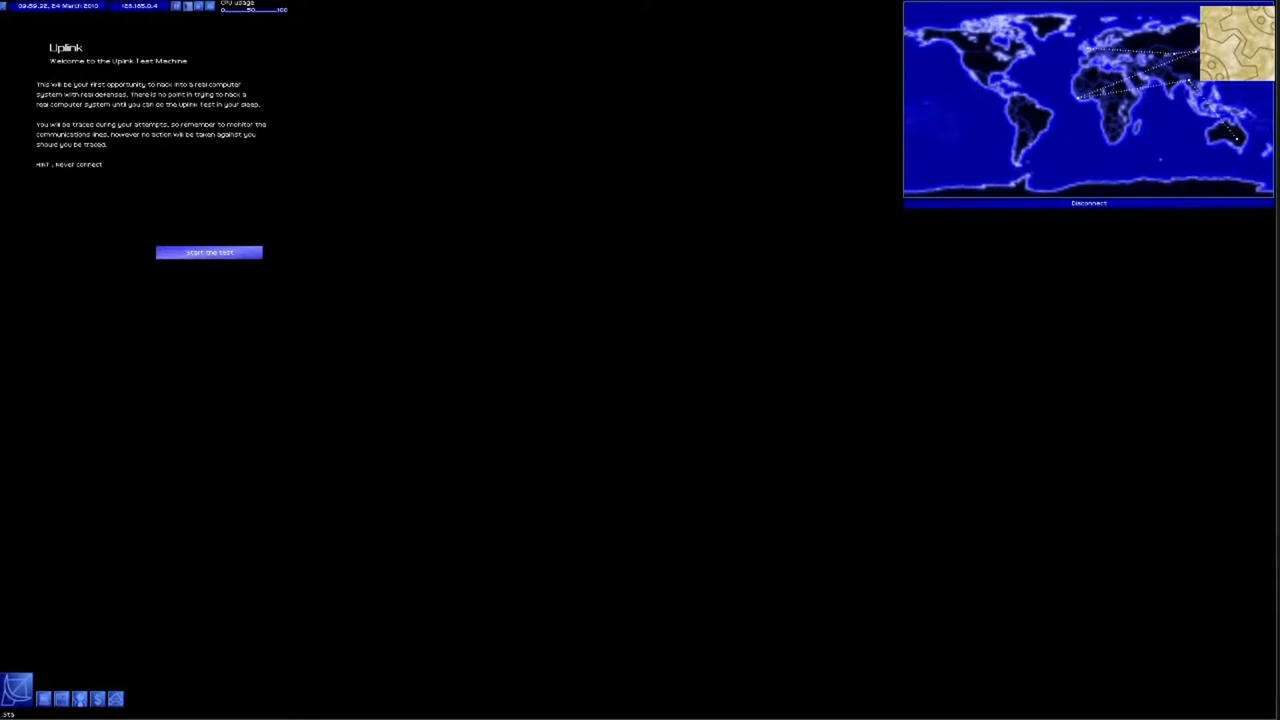 09.59.32, 24 March 2010
128.185.0.4
CPU usage
0 50 100
Uplink
Welcome to the Uplink Test Machine
This will be your first opportunity to hack into a real computer
system with real defenses. There is no point in trying to hack a
real computer system until you can do the Uplink Test in your sleep.
You will be traced during your attempts, so remember to monitor the
communications lines, however no action will be taken against you
should you be traced.
HINT : Never connect
Start the test
Disconnect